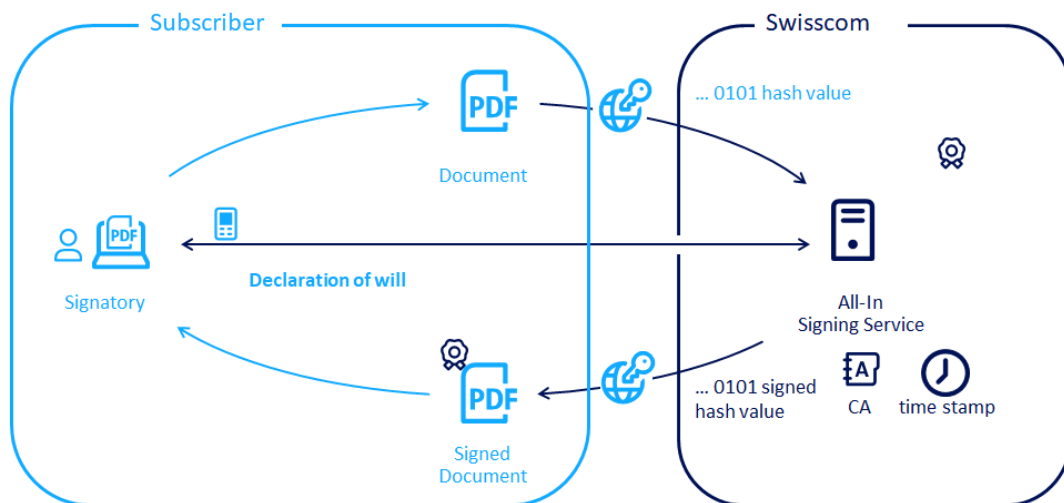 Subscriber
Swisscom
PDF
... 0101 hash value
Document
PDF
Declaration of will
Signatory
All-In
Signing Service
PDF
... 0101 signed
hash value
A
CA
time stamp
Signed
Document